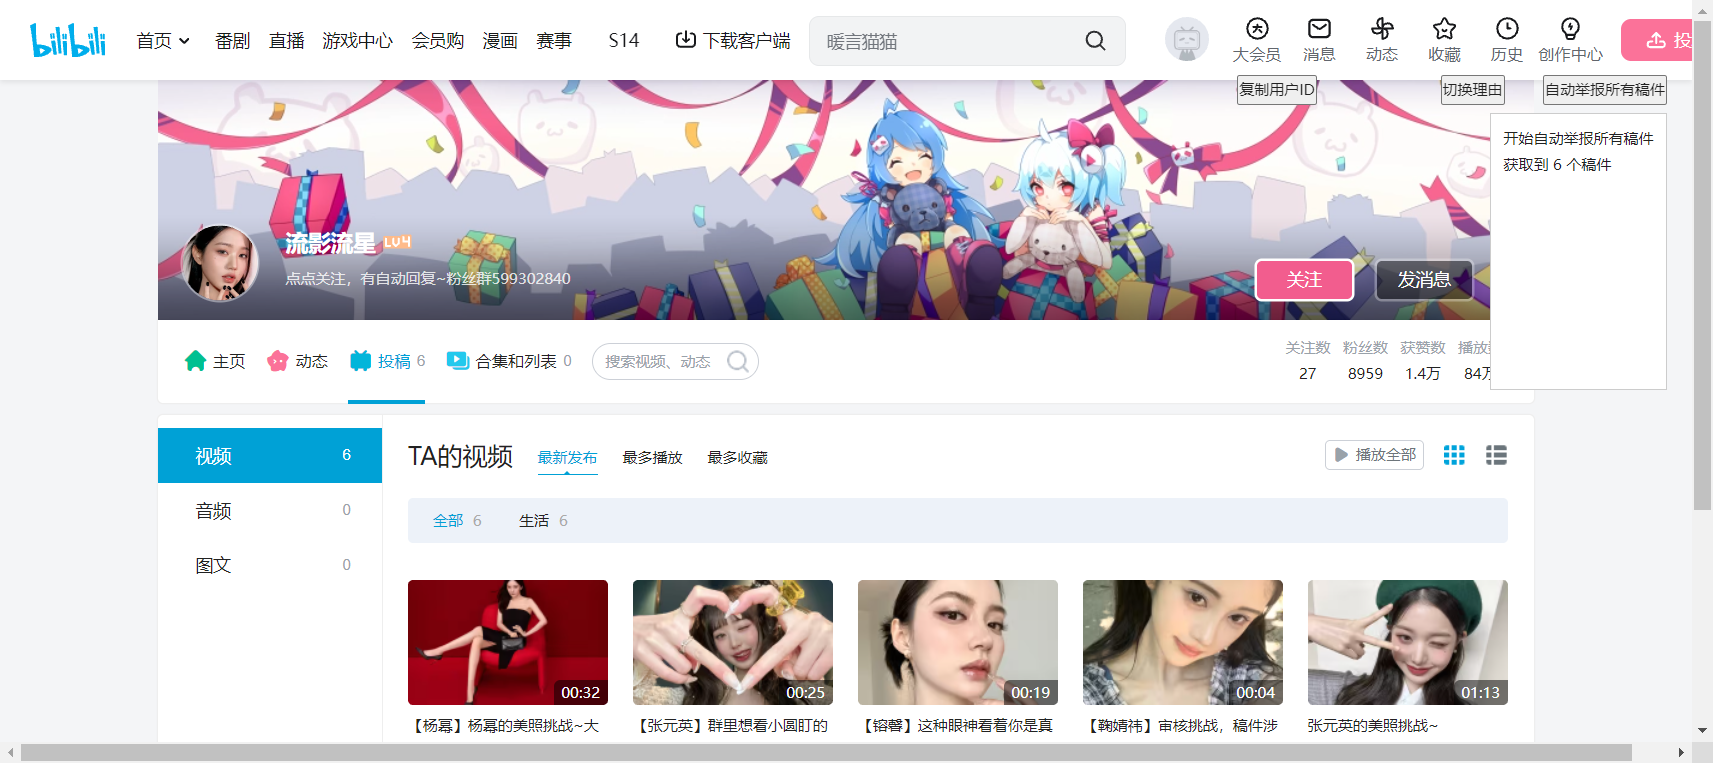 bilibili
首页
番剧
直播
游戏中心
会员购
漫画
赛事
S14
下载客户端
暖言猫猫
大会员
消息
动态
收藏
历史
创作中心
投
复制用户ID
切换理由
自动举报所有稿件
开始自动举报所有稿件
获取到 6 个稿件
流影流星 LV4
点点关注，有自动回复~粉丝群599302840
关注
发消息
主页
动态
投稿 6
合集和列表 0
搜索视频、动态
关注数 粉丝数 获赞数 播放
27 8959 1.4万 84万
视频 6
音频 0
图文 0
TA的视频
最新发布
最多播放
最多收藏
播放全部
全部 6
生活 6
00:32
00:25
00:19
00:04
01:13
【杨幂】杨幂的美照挑战~大
【张元英】群里想看小圆盯的
【镕馨】这种眼神看着你是真
【鞠婧祎】审核挑战，稿件涉
张元英的美照挑战~